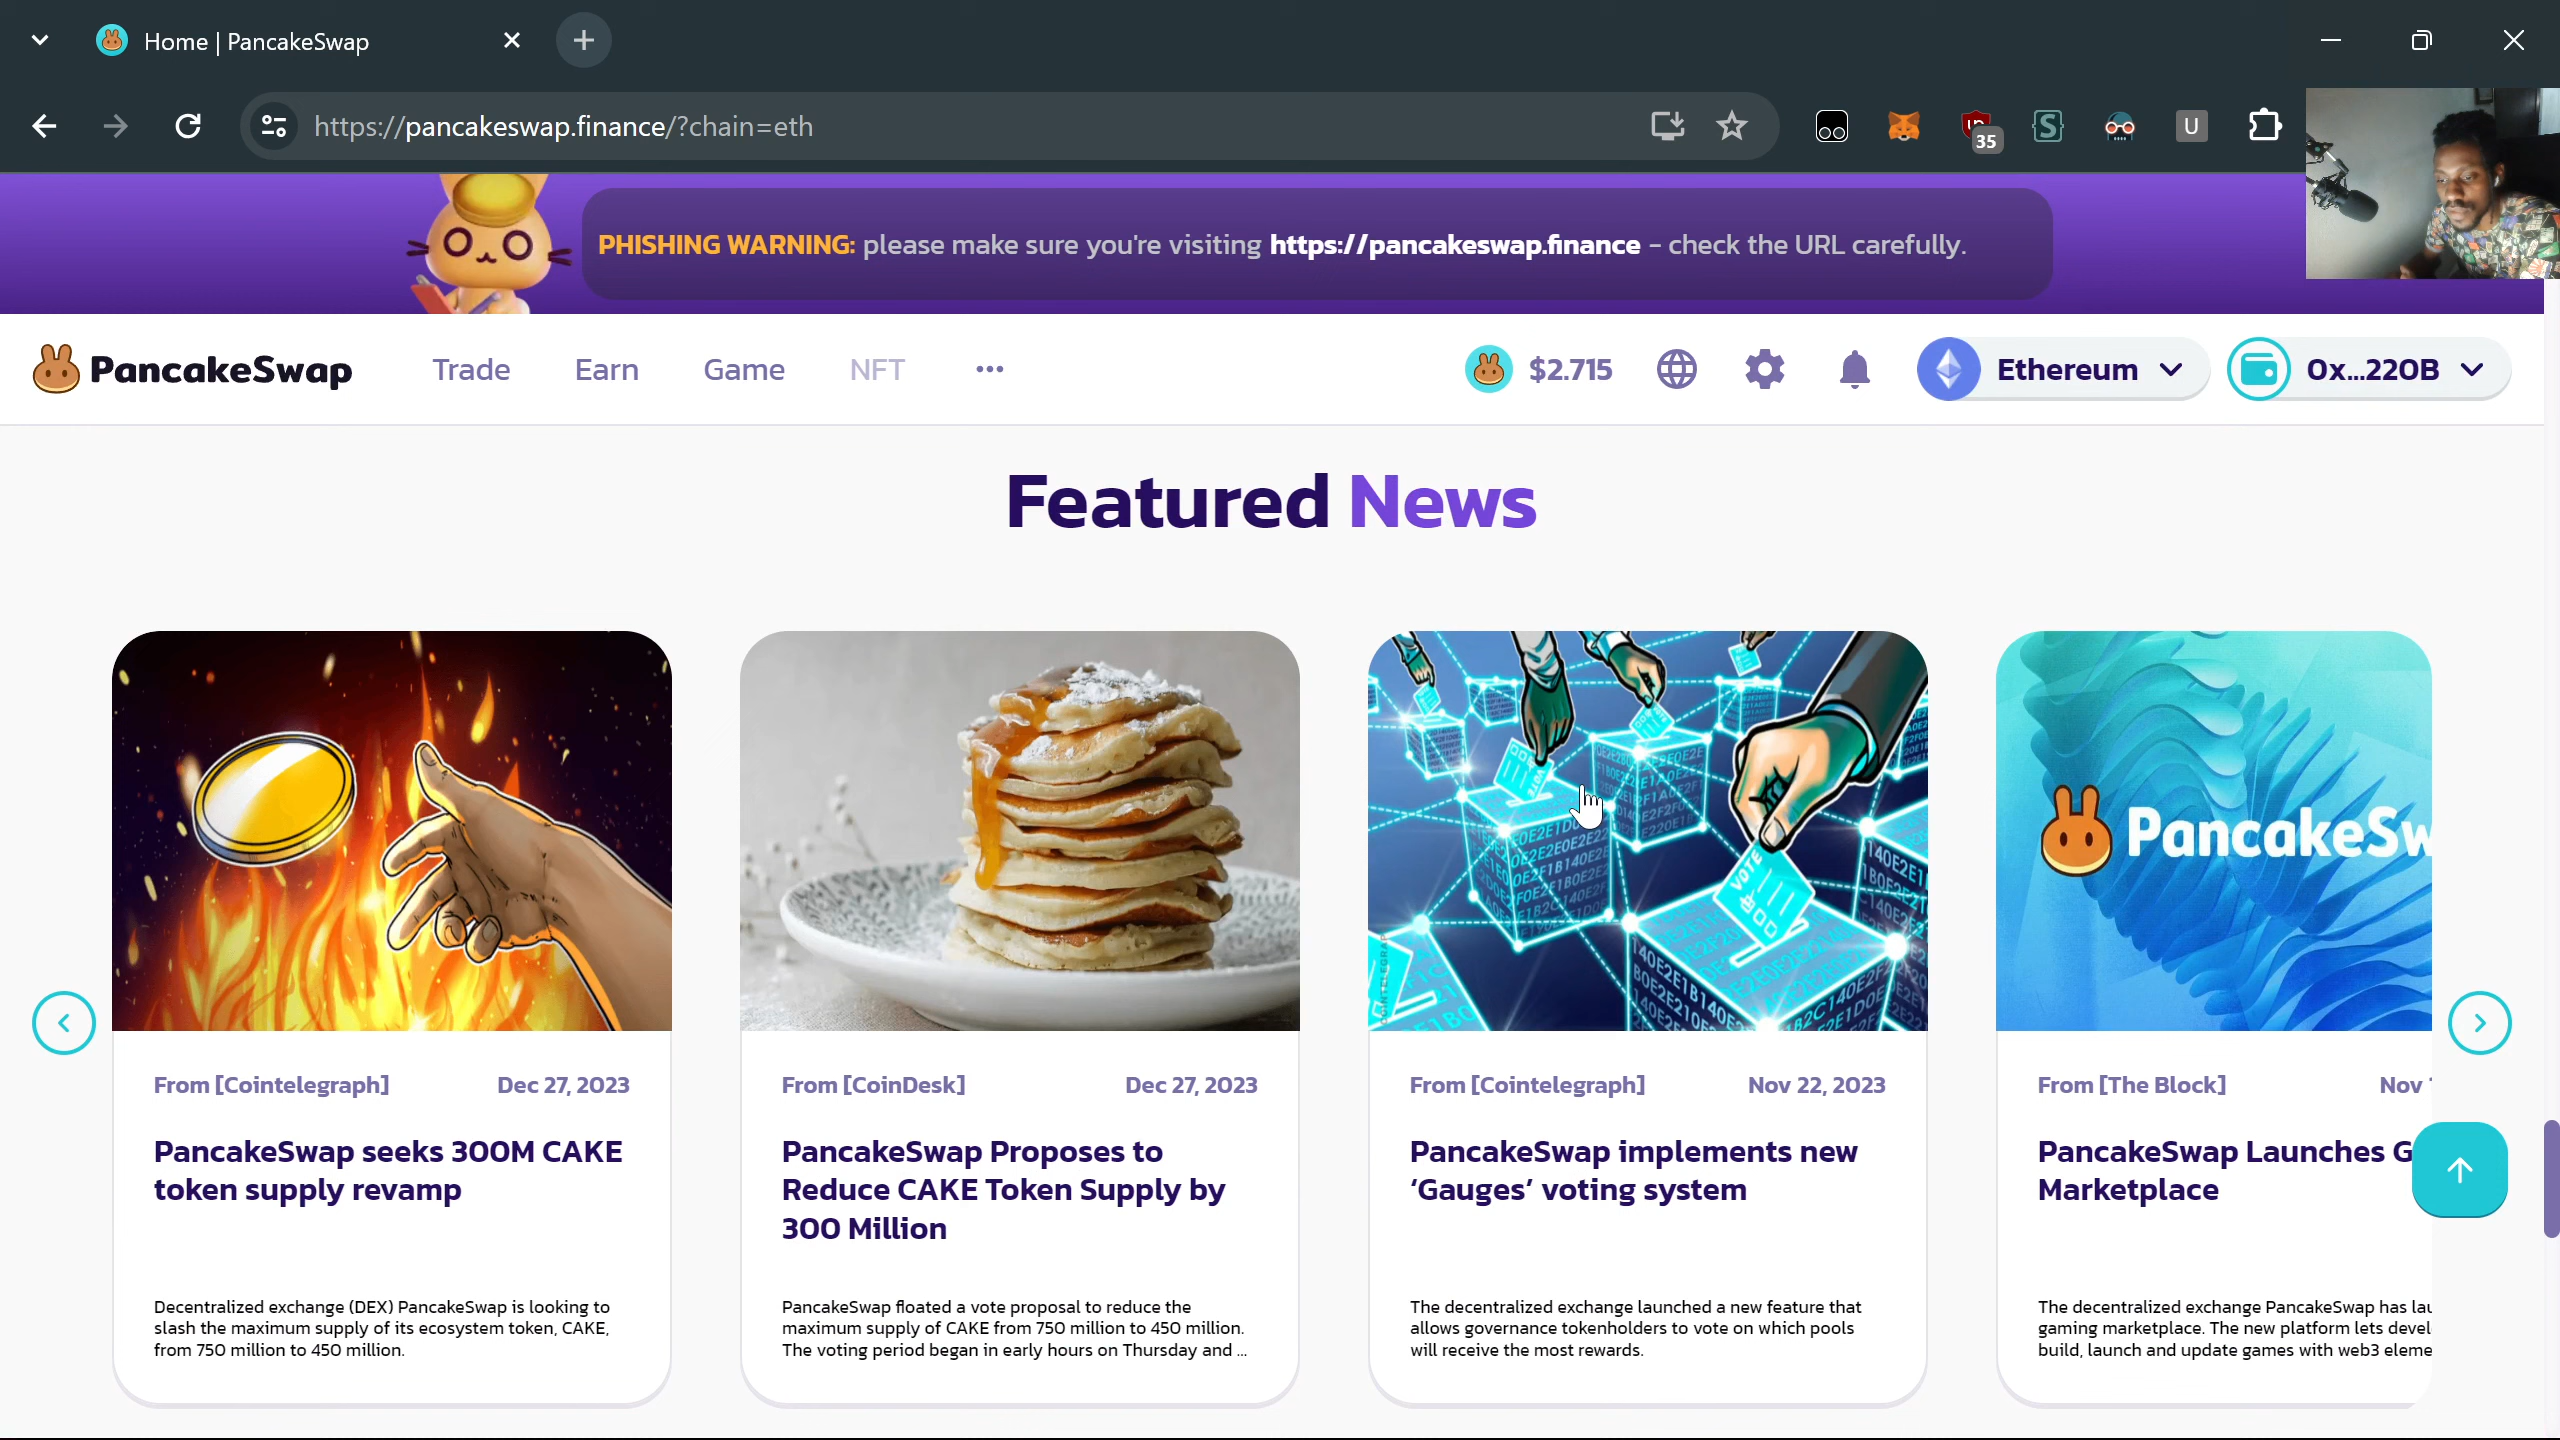 Home | PancakeSwap
https://pancakeswap.finance/?chain=eth
35
U
PHISHING WARNING: please make sure you're visiting https://pancakeswap.finance - check the URL carefully.
PancakeSwap
Trade
Earn
Game
NFT
$2.715
Ethereum
0x...220B
Featured News
VOTE
PancakeSw
From [Cointelegraph]
Dec 27, 2023
PancakeSwap seeks 300M CAKE
token supply revamp
Decentralized exchange (DEX) PancakeSwap is looking to
slash the maximum supply of its ecosystem token, CAKE,
from 750 million to 450 million.
From [CoinDesk]
Dec 27, 2023
PancakeSwap Proposes to
Reduce CAKE Token Supply by
300 Million
PancakeSwap floated a vote proposal to reduce the
maximum supply of CAKE from 750 million to 450 million.
The voting period began in early hours on Thursday and ...
From [Cointelegraph]
Nov 22, 2023
PancakeSwap implements new
‘Gauges’ voting system
The decentralized exchange launched a new feature that
allows governance tokenholders to vote on which pools
will receive the most rewards.
From [The Block]
Nov
PancakeSwap Launches G
Marketplace
The decentralized exchange PancakeSwap has lau
gaming marketplace. The new platform lets devel
build, launch and update games with web3 eleme